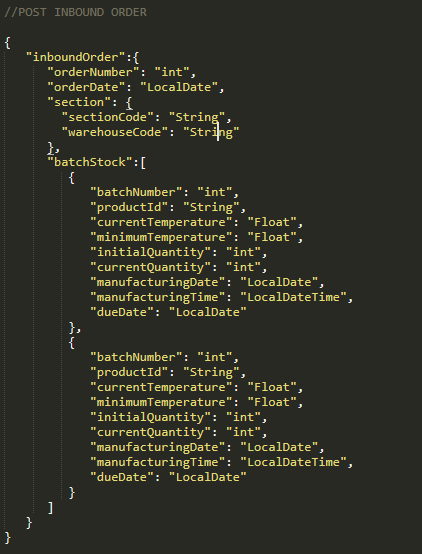 //POST INBOUND ORDER
{
"inboundOrder":{
"orderNumber": "int",
"orderDate": "LocalDate",
"section": {
"sectionCode": "String",
"warehouseCode": "String"
},
"batchStock":[
{
"batchNumber": "int",
"productId": "String",
"currentTemperature": "Float",
"minimumTemperature": "Float",
"initialQuantity": "int",
"currentQuantity": "int",
"manufacturingDate": "LocalDate",
"manufacturingTime": "LocalDateTime",
"dueDate": "LocalDate"
},
{
"batchNumber": "int",
"productId": "String",
"currentTemperature": "Float",
"minimumTemperature": "Float",
"initialQuantity": "int",
"currentQuantity": "int",
"manufacturingDate": "LocalDate",
"manufacturingTime": "LocalDateTime",
"dueDate": "LocalDate"
}
]
}
}